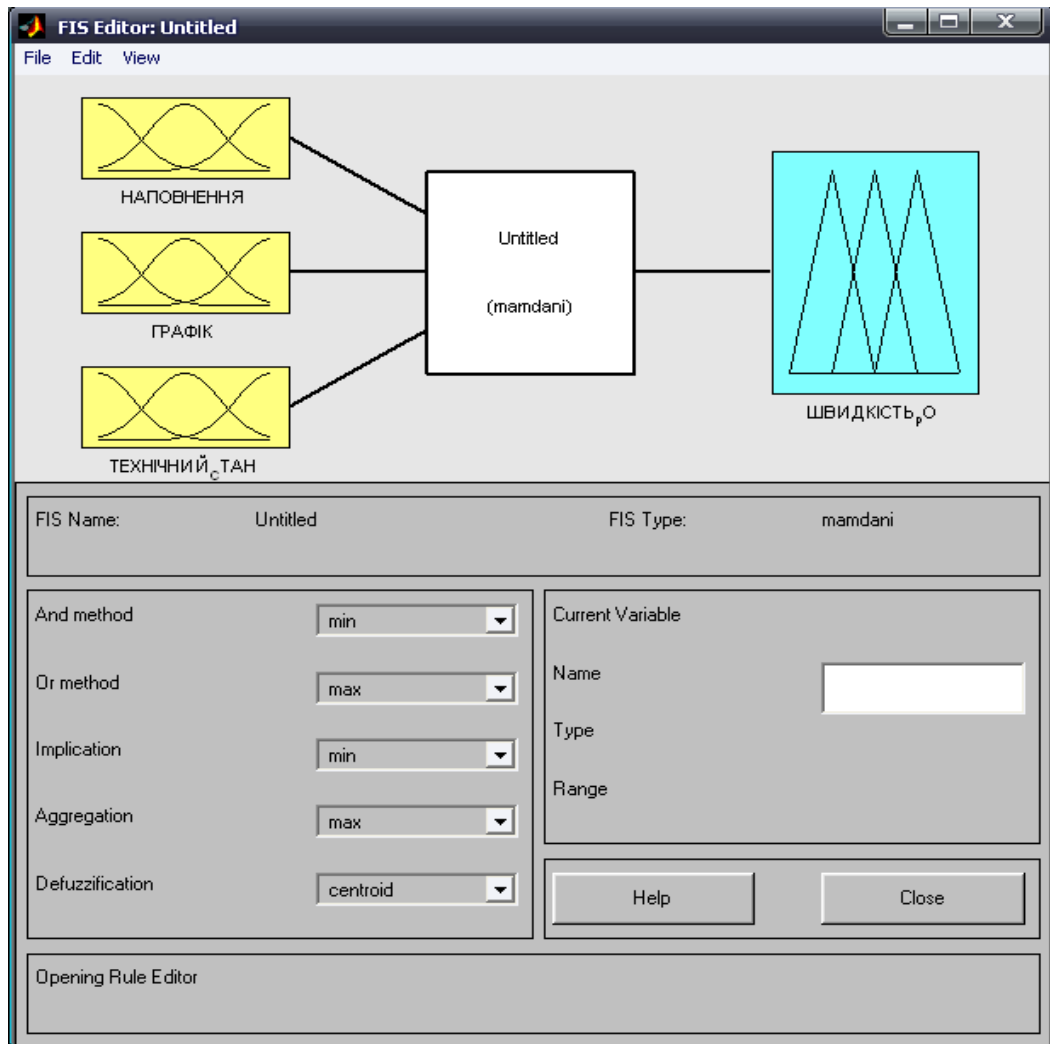 FIS Editor: Untitled
File Edit View
НАПОВНЕННЯ
ГРАФІК
ТЕХНІЧНИЙСТАН
Untitled
(mamdani)
ШВИДКІСТЬРО
FIS Name: Untitled FIS Type: mamdani
And method min
Or method max
Implication min
Aggregation max
Defuzzification centroid
Current Variable
Name
Type
Range
Help Close
Opening Rule Editor